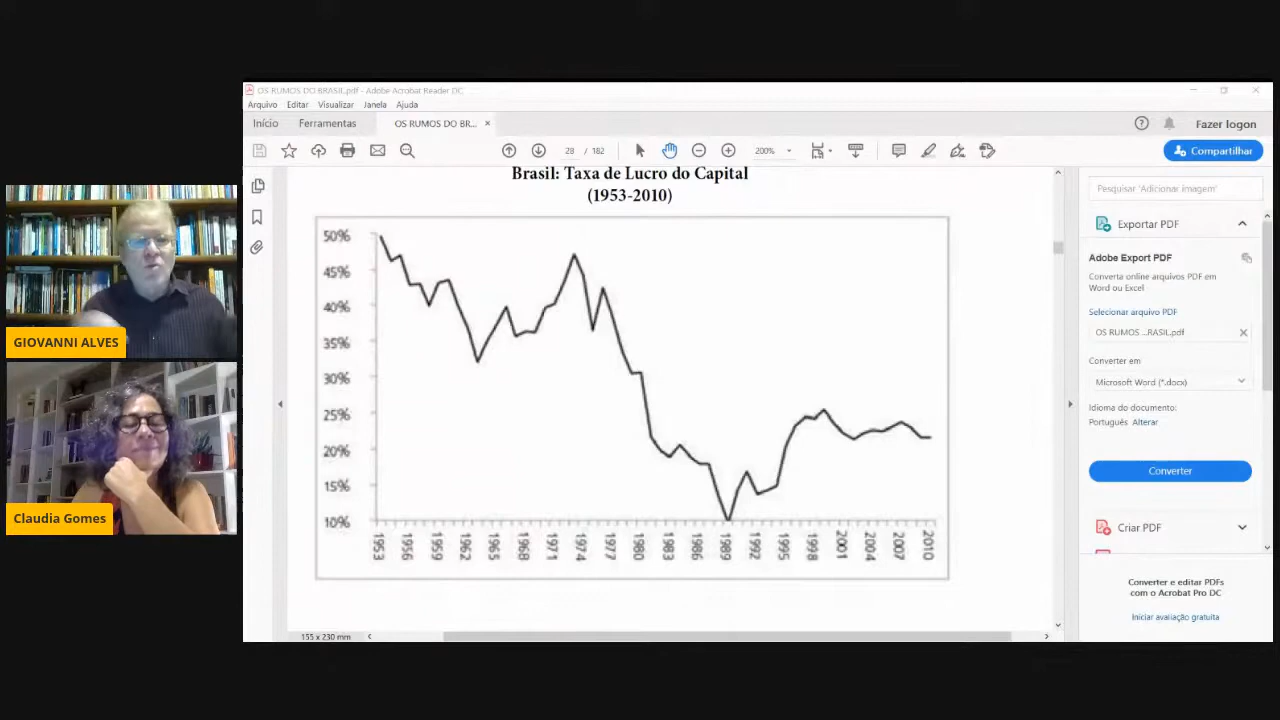 OS RUMOS DO BRASIL.pdf - Adobe Acrobat Reader DC
Arquivo Editar Visualizar Janela Ajuda
Início Ferramentas OS RUMOS DO BR... ×
Fazer logon
28 / 182 200%
Compartilhar
Brasil: Taxa de Lucro do Capital
(1953-2010)
50%
45%
40%
35%
30%
25%
20%
15%
10%
1953 1956 1959 1962 1965 1968 1971 1974 1977 1980 1983 1986 1989 1992 1995 1998 2001 2004 2007 2010
155 x 230 mm
Pesquisar 'Adicionar imagem'
Exportar PDF
Adobe Export PDF
Converta online arquivos PDF em
Word ou Excel
Selecionar arquivo PDF
OS RUMOS ...RASIL.pdf
Converter em
Microsoft Word (*.docx)
Idioma do documento:
Português Alterar
Converter
Criar PDF
Converter e editar PDFs
com o Acrobat Pro DC
Iniciar avaliação gratuita
GIOVANNI ALVES
Claudia Gomes